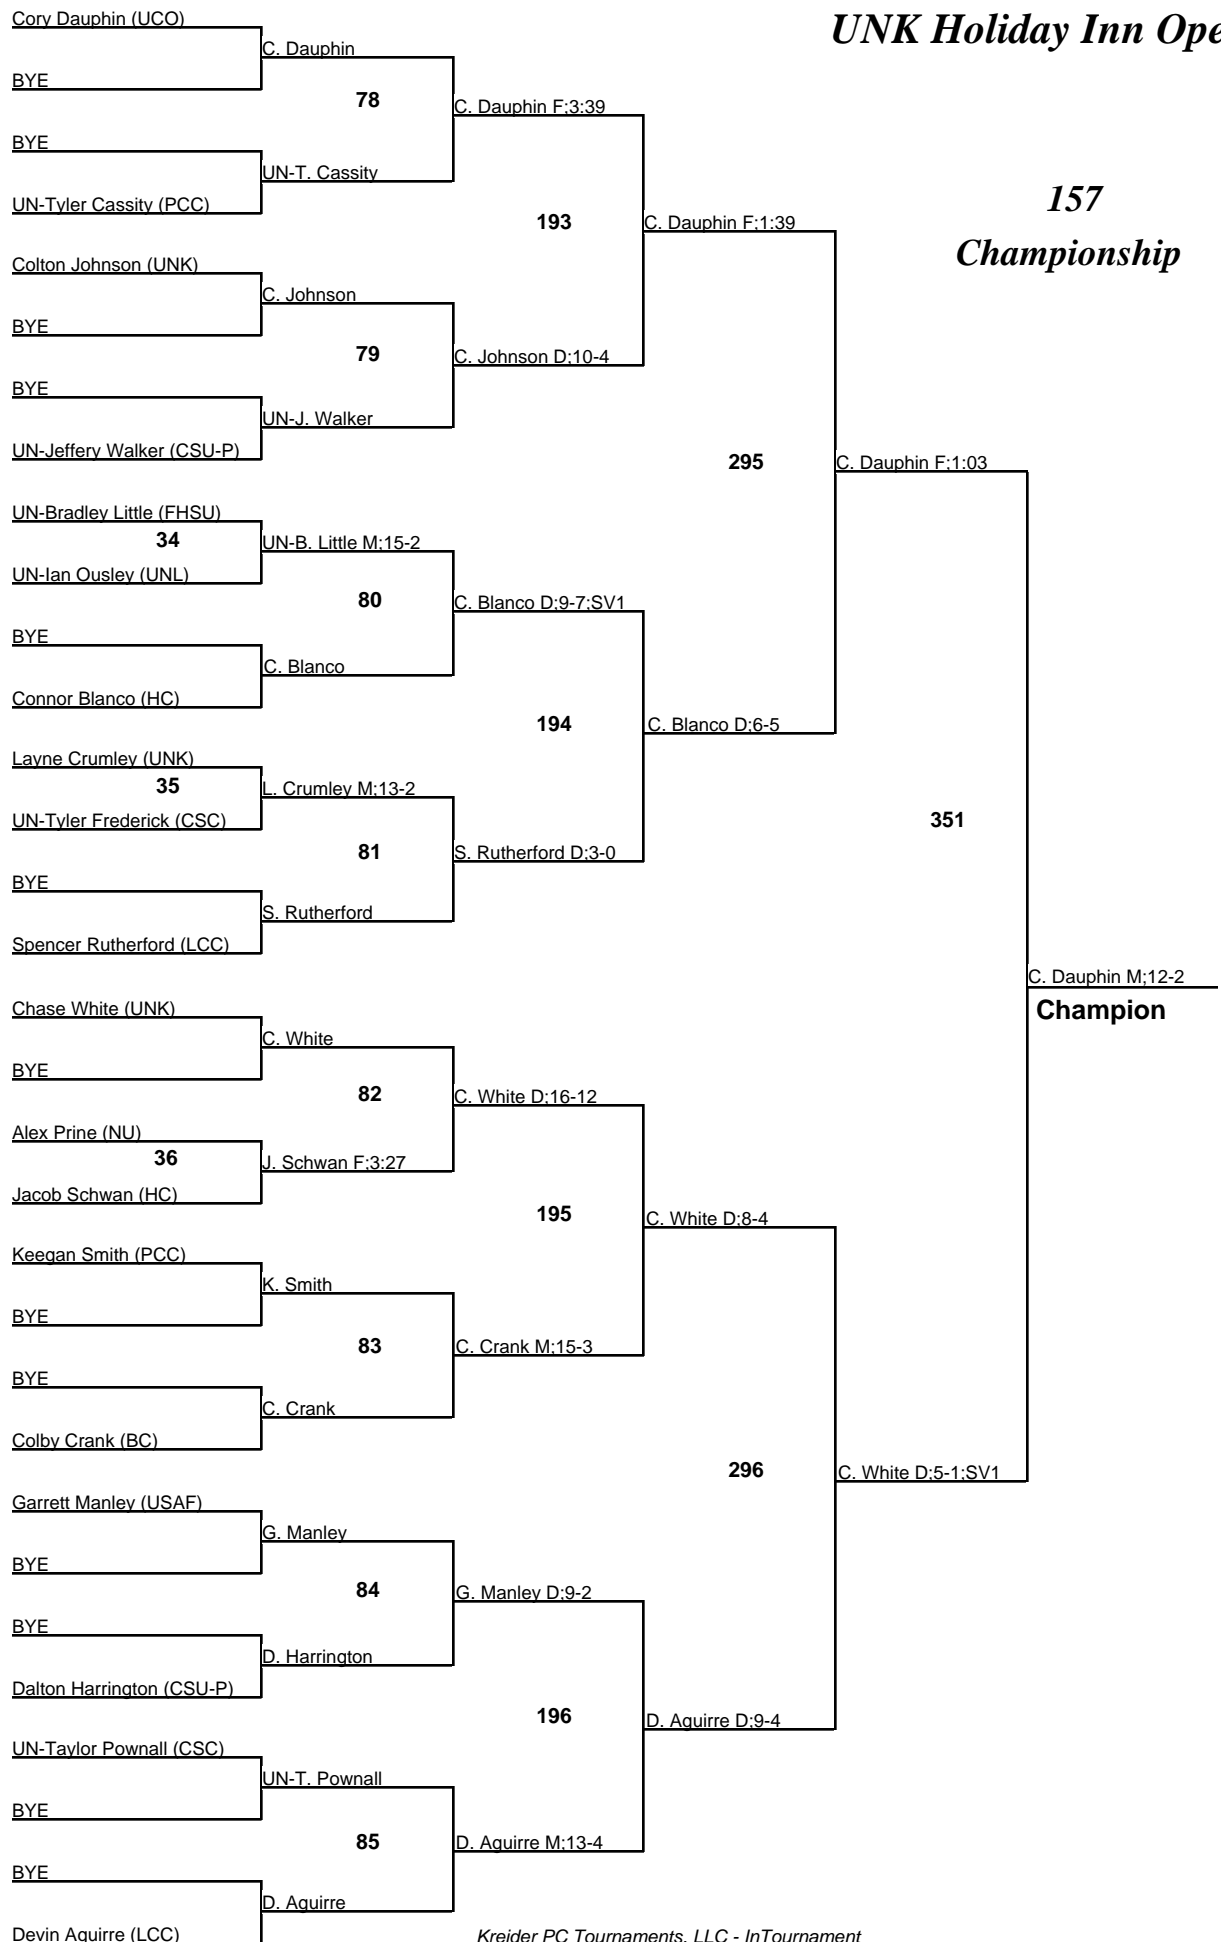 Cory Dauphin (UCO)
UNK Holiday Inn Ope
C. Dauphin
BYE
78
C. Dauphin F;3:39
BYE
UN-T. Cassity
UN-Tyler Cassity (PCC)
157
193
C. Dauphin F;1:39
Championship
Colton Johnson (UNK)
C. Johnson
BYE
79
C. Johnson D;10-4
BYE
UN-J. Walker
UN-Jeffery Walker (CSU-P)
295
C. Dauphin F;1:03
UN-Bradley Little (FHSU)
34
UN-B. Little M;15-2
UN-Ian Ousley (UNL)
80
C. Blanco D;9-7;SV1
BYE
C. Blanco
Connor Blanco (HC)
194
C. Blanco D;6-5
Layne Crumley (UNK)
35
L. Crumley M;13-2
UN-Tyler Frederick (CSC)
351
81
S. Rutherford D;3-0
BYE
S. Rutherford
Spencer Rutherford (LCC)
C. Dauphin M;12-2
Champion
Chase White (UNK)
C. White
BYE
82
C. White D;16-12
Alex Prine (NU)
36
J. Schwan F;3:27
Jacob Schwan (HC)
195
C. White D;8-4
Keegan Smith (PCC)
K. Smith
BYE
83
C. Crank M;15-3
BYE
C. Crank
Colby Crank (BC)
296
C. White D;5-1;SV1
Garrett Manley (USAF)
G. Manley
BYE
84
G. Manley D;9-2
BYE
D. Harrington
Dalton Harrington (CSU-P)
196
D. Aguirre D;9-4
UN-Taylor Pownall (CSC)
UN-T. Pownall
BYE
85
D. Aguirre M;13-4
BYE
D. Aguirre
Devin Aguirre (LCC)
Kreider PC Tournaments, LLC - InTournament